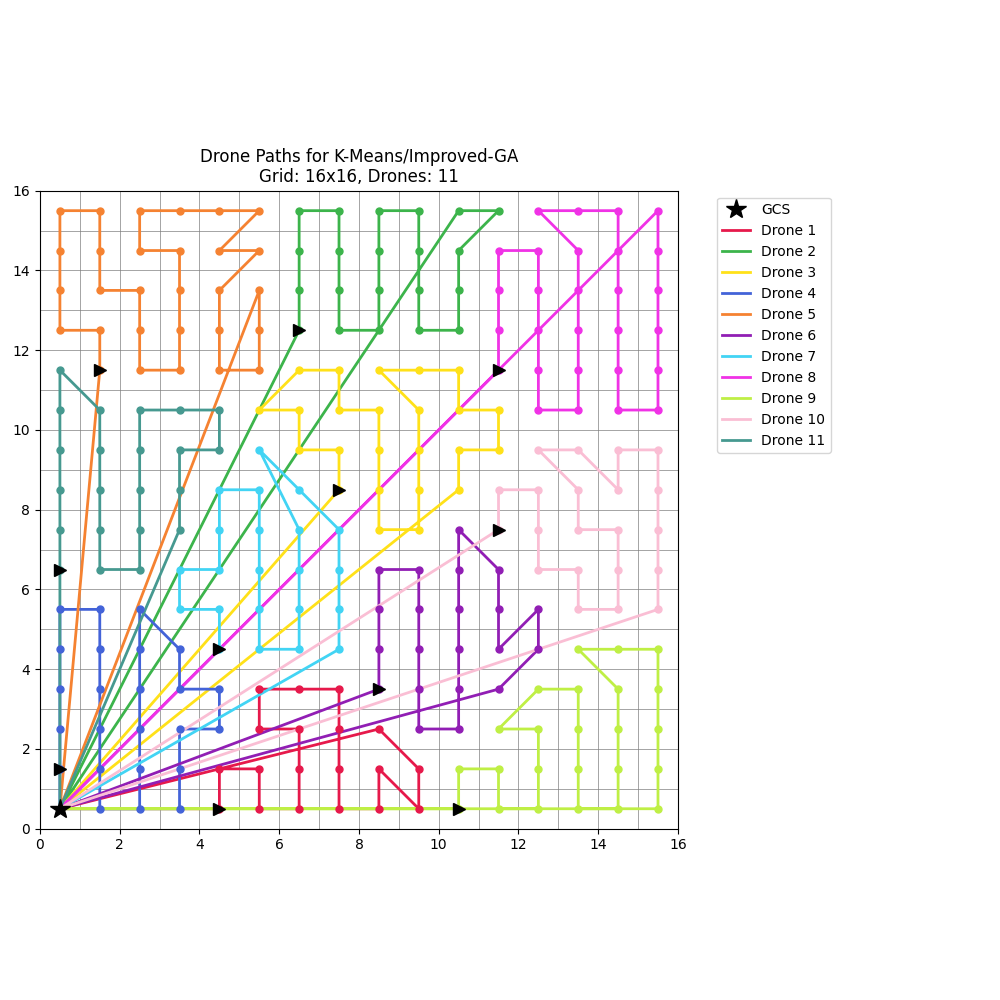 Drone Paths for K-Means/Improved-GA
Grid: 16x16, Drones: 11
16
14
12
10
8
6
4
2
0
0 2 4 6 8 10 12 14 16
GCS
Drone 1
Drone 2
Drone 3
Drone 4
Drone 5
Drone 6
Drone 7
Drone 8
Drone 9
Drone 10
Drone 11